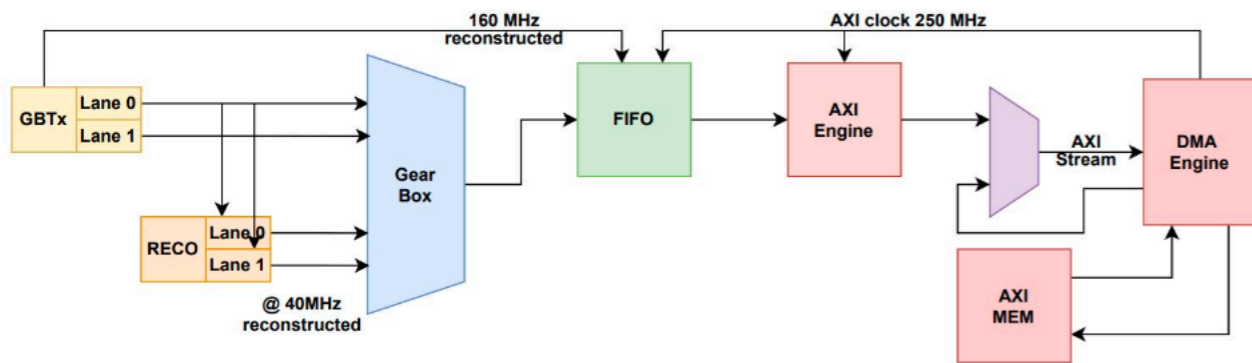 160 MHz
reconstructed
AXI clock 250 MHz
GBTx
Lane 0
Lane 1
Gear
Box
FIFO
AXI
Engine
AXI
Stream
DMA
Engine
RECO
Lane 0
Lane 1
@ 40MHz
reconstructed
AXI
MEM